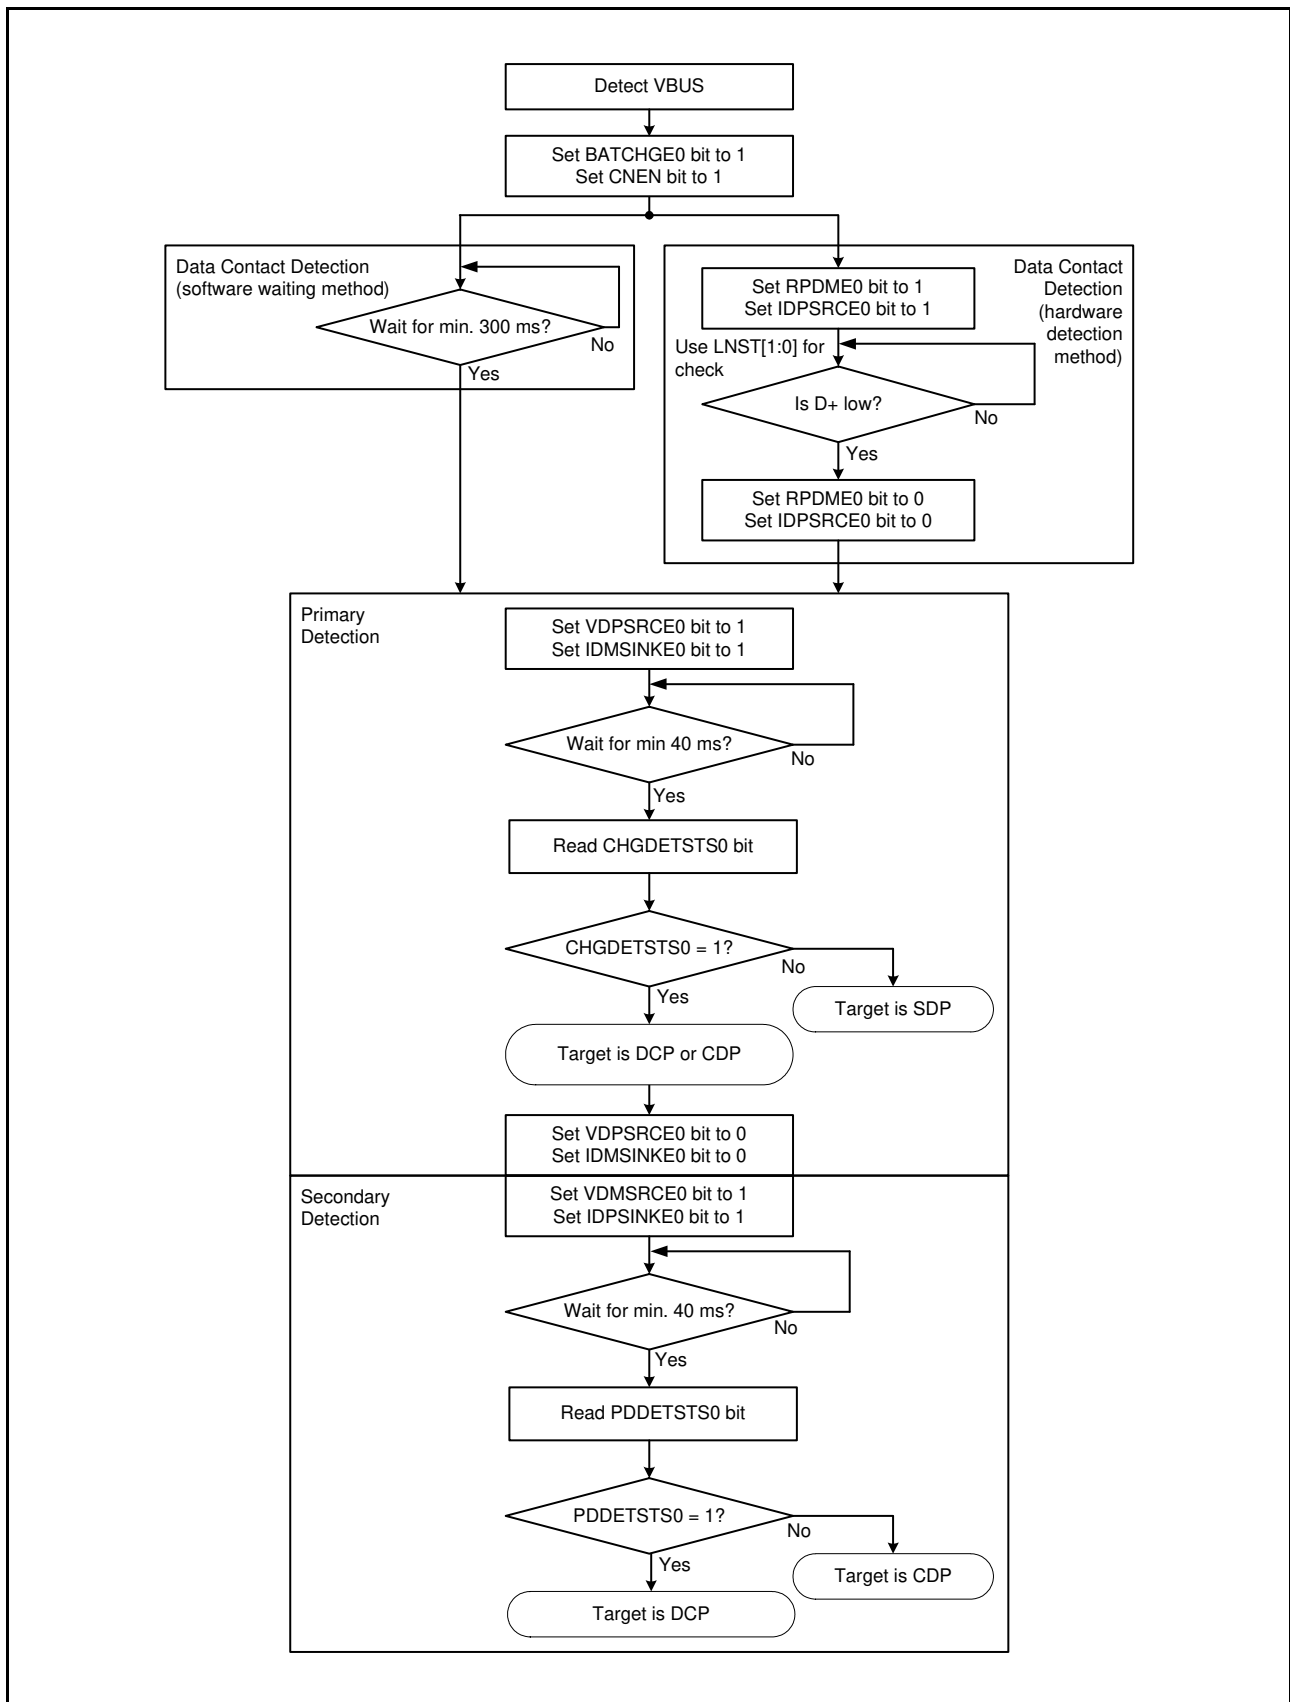 Detect VBUS
Set BATCHGE0 bit to 1
Set CNEN bit to 1
Data Contact Detection
(software waiting method)
Wait for min. 300 ms?
No
Yes
Data Contact
Detection
(hardware
detection
method)
Set RPDME0 bit to 1
Set IDPSRCE0 bit to 1
Use LNST[1:0] for
check
Is D+ low?
No
Yes
Set RPDME0 bit to 0
Set IDPSRCE0 bit to 0
Primary
Detection
Set VDPSRCE0 bit to 1
Set IDMSINKE0 bit to 1
Wait for min 40 ms?
No
Yes
Read CHGDETSTS0 bit
CHGDETSTS0 = 1?
No
Yes
Target is SDP
Target is DCP or CDP
Set VDPSRCE0 bit to 0
Set IDMSINKE0 bit to 0
Secondary
Detection
Set VDMSRCE0 bit to 1
Set IDPSINKE0 bit to 1
Wait for min. 40 ms?
No
Yes
Read PDDETSTS0 bit
PDDETSTS0 = 1?
No
Yes
Target is CDP
Target is DCP